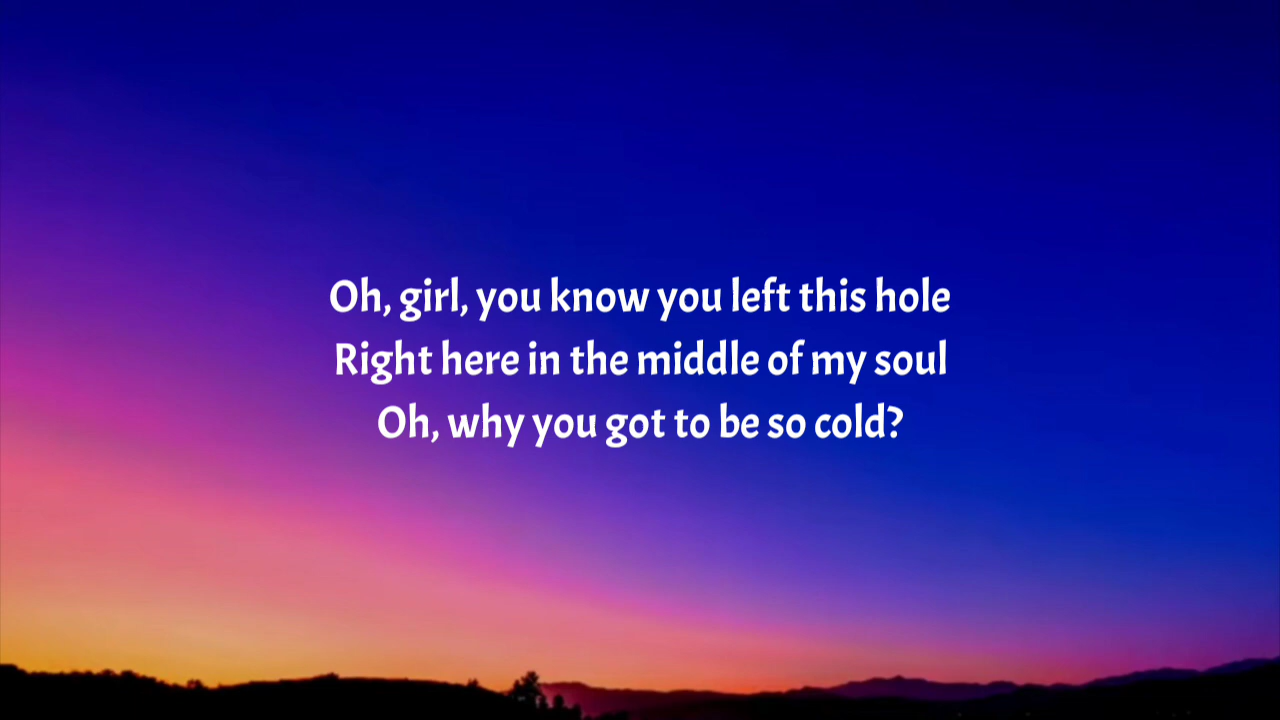 Oh, girl, you know you left this hole
Right here in the middle of my soul
Oh, why you got to be so cold?